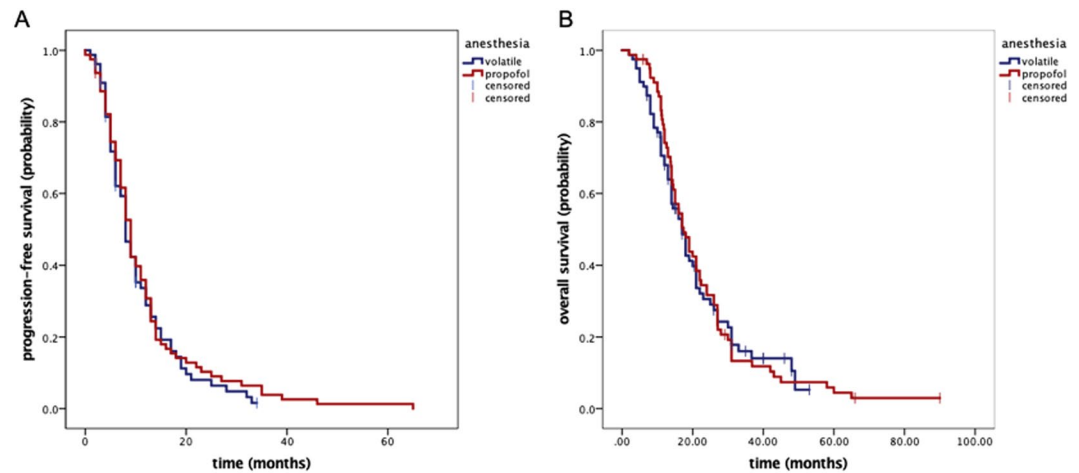 A
progression-free survival (probability)
1.0
0.8
0.6
0.4
0.2
0.0
0
20
40
60
time (months)
anesthesia
volatile
propofol
censored
censored
B
overall survival (probability)
1.0
0.8
0.6
0.4
0.2
0.0
.00
20.00
40.00
60.00
80.00
100.00
time (months)
anesthesia
volatile
propofol
censored
censored